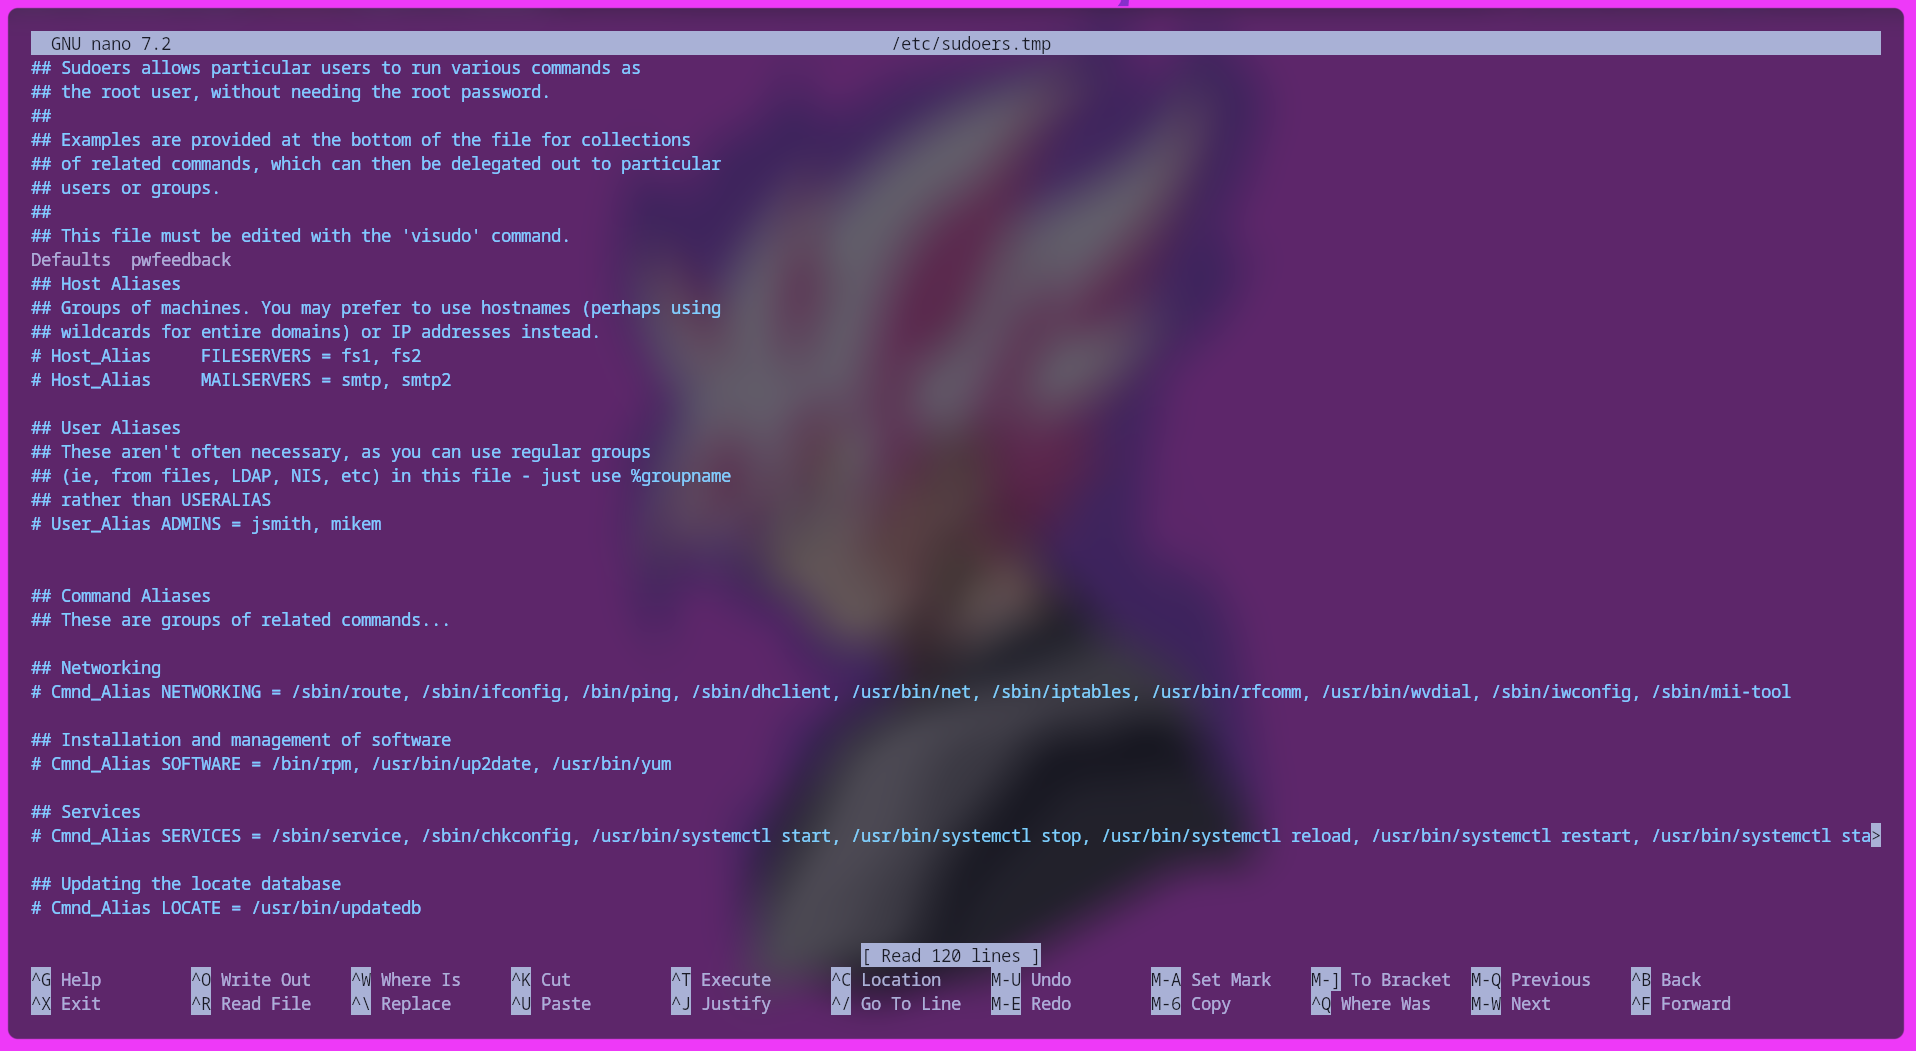 GNU nano 7.2 /etc/sudoers.tmp
## Sudoers allows particular users to run various commands as
## the root user, without needing the root password.
##
## Examples are provided at the bottom of the file for collections
## of related commands, which can then be delegated out to particular
## users or groups.
##
## This file must be edited with the 'visudo' command.
Defaults  pwfeedback
## Host Aliases
## Groups of machines. You may prefer to use hostnames (perhaps using
## wildcards for entire domains) or IP addresses instead.
# Host_Alias     FILESERVERS = fs1, fs2
# Host_Alias     MAILSERVERS = smtp, smtp2

## User Aliases
## These aren't often necessary, as you can use regular groups
## (ie, from files, LDAP, NIS, etc) in this file - just use %groupname
## rather than USERALIAS
# User_Alias ADMINS = jsmith, mikem


## Command Aliases
## These are groups of related commands...

## Networking
# Cmnd_Alias NETWORKING = /sbin/route, /sbin/ifconfig, /bin/ping, /sbin/dhclient, /usr/bin/net, /sbin/iptables, /usr/bin/rfcomm, /usr/bin/wvdial, /sbin/iwconfig, /sbin/mii-tool

## Installation and management of software
# Cmnd_Alias SOFTWARE = /bin/rpm, /usr/bin/up2date, /usr/bin/yum

## Services
# Cmnd_Alias SERVICES = /sbin/service, /sbin/chkconfig, /usr/bin/systemctl start, /usr/bin/systemctl stop, /usr/bin/systemctl reload, /usr/bin/systemctl restart, /usr/bin/systemctl sta>

## Updating the locate database
# Cmnd_Alias LOCATE = /usr/bin/updatedb

[ Read 120 lines ]
^G Help ^O Write Out ^W Where Is ^K Cut ^T Execute ^C Location M-U Undo M-A Set Mark M-] To Bracket M-Q Previous ^B Back
^X Exit ^R Read File ^\ Replace ^U Paste ^J Justify ^/ Go To Line M-E Redo M-6 Copy ^Q Where Was M-W Next ^F Forward